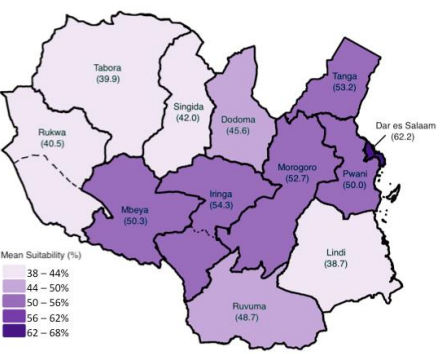 Tabora
(39.9)
Tanga
(53.2)
Singida
(42.0)
Dodoma
(45.6)
Dar es Salaam
(62.2)
Rukwa
(40.5)
Morogoro
(52.7)
Pwani
(50.0)
Iringa
(54.3)
Mbeya
(50.3)
Lindi
(38.7)
Mean Suitability (%)
38 – 44%
44 – 50%
50 – 56%
56 – 62%
62 – 68%
Ruvuma
(48.7)